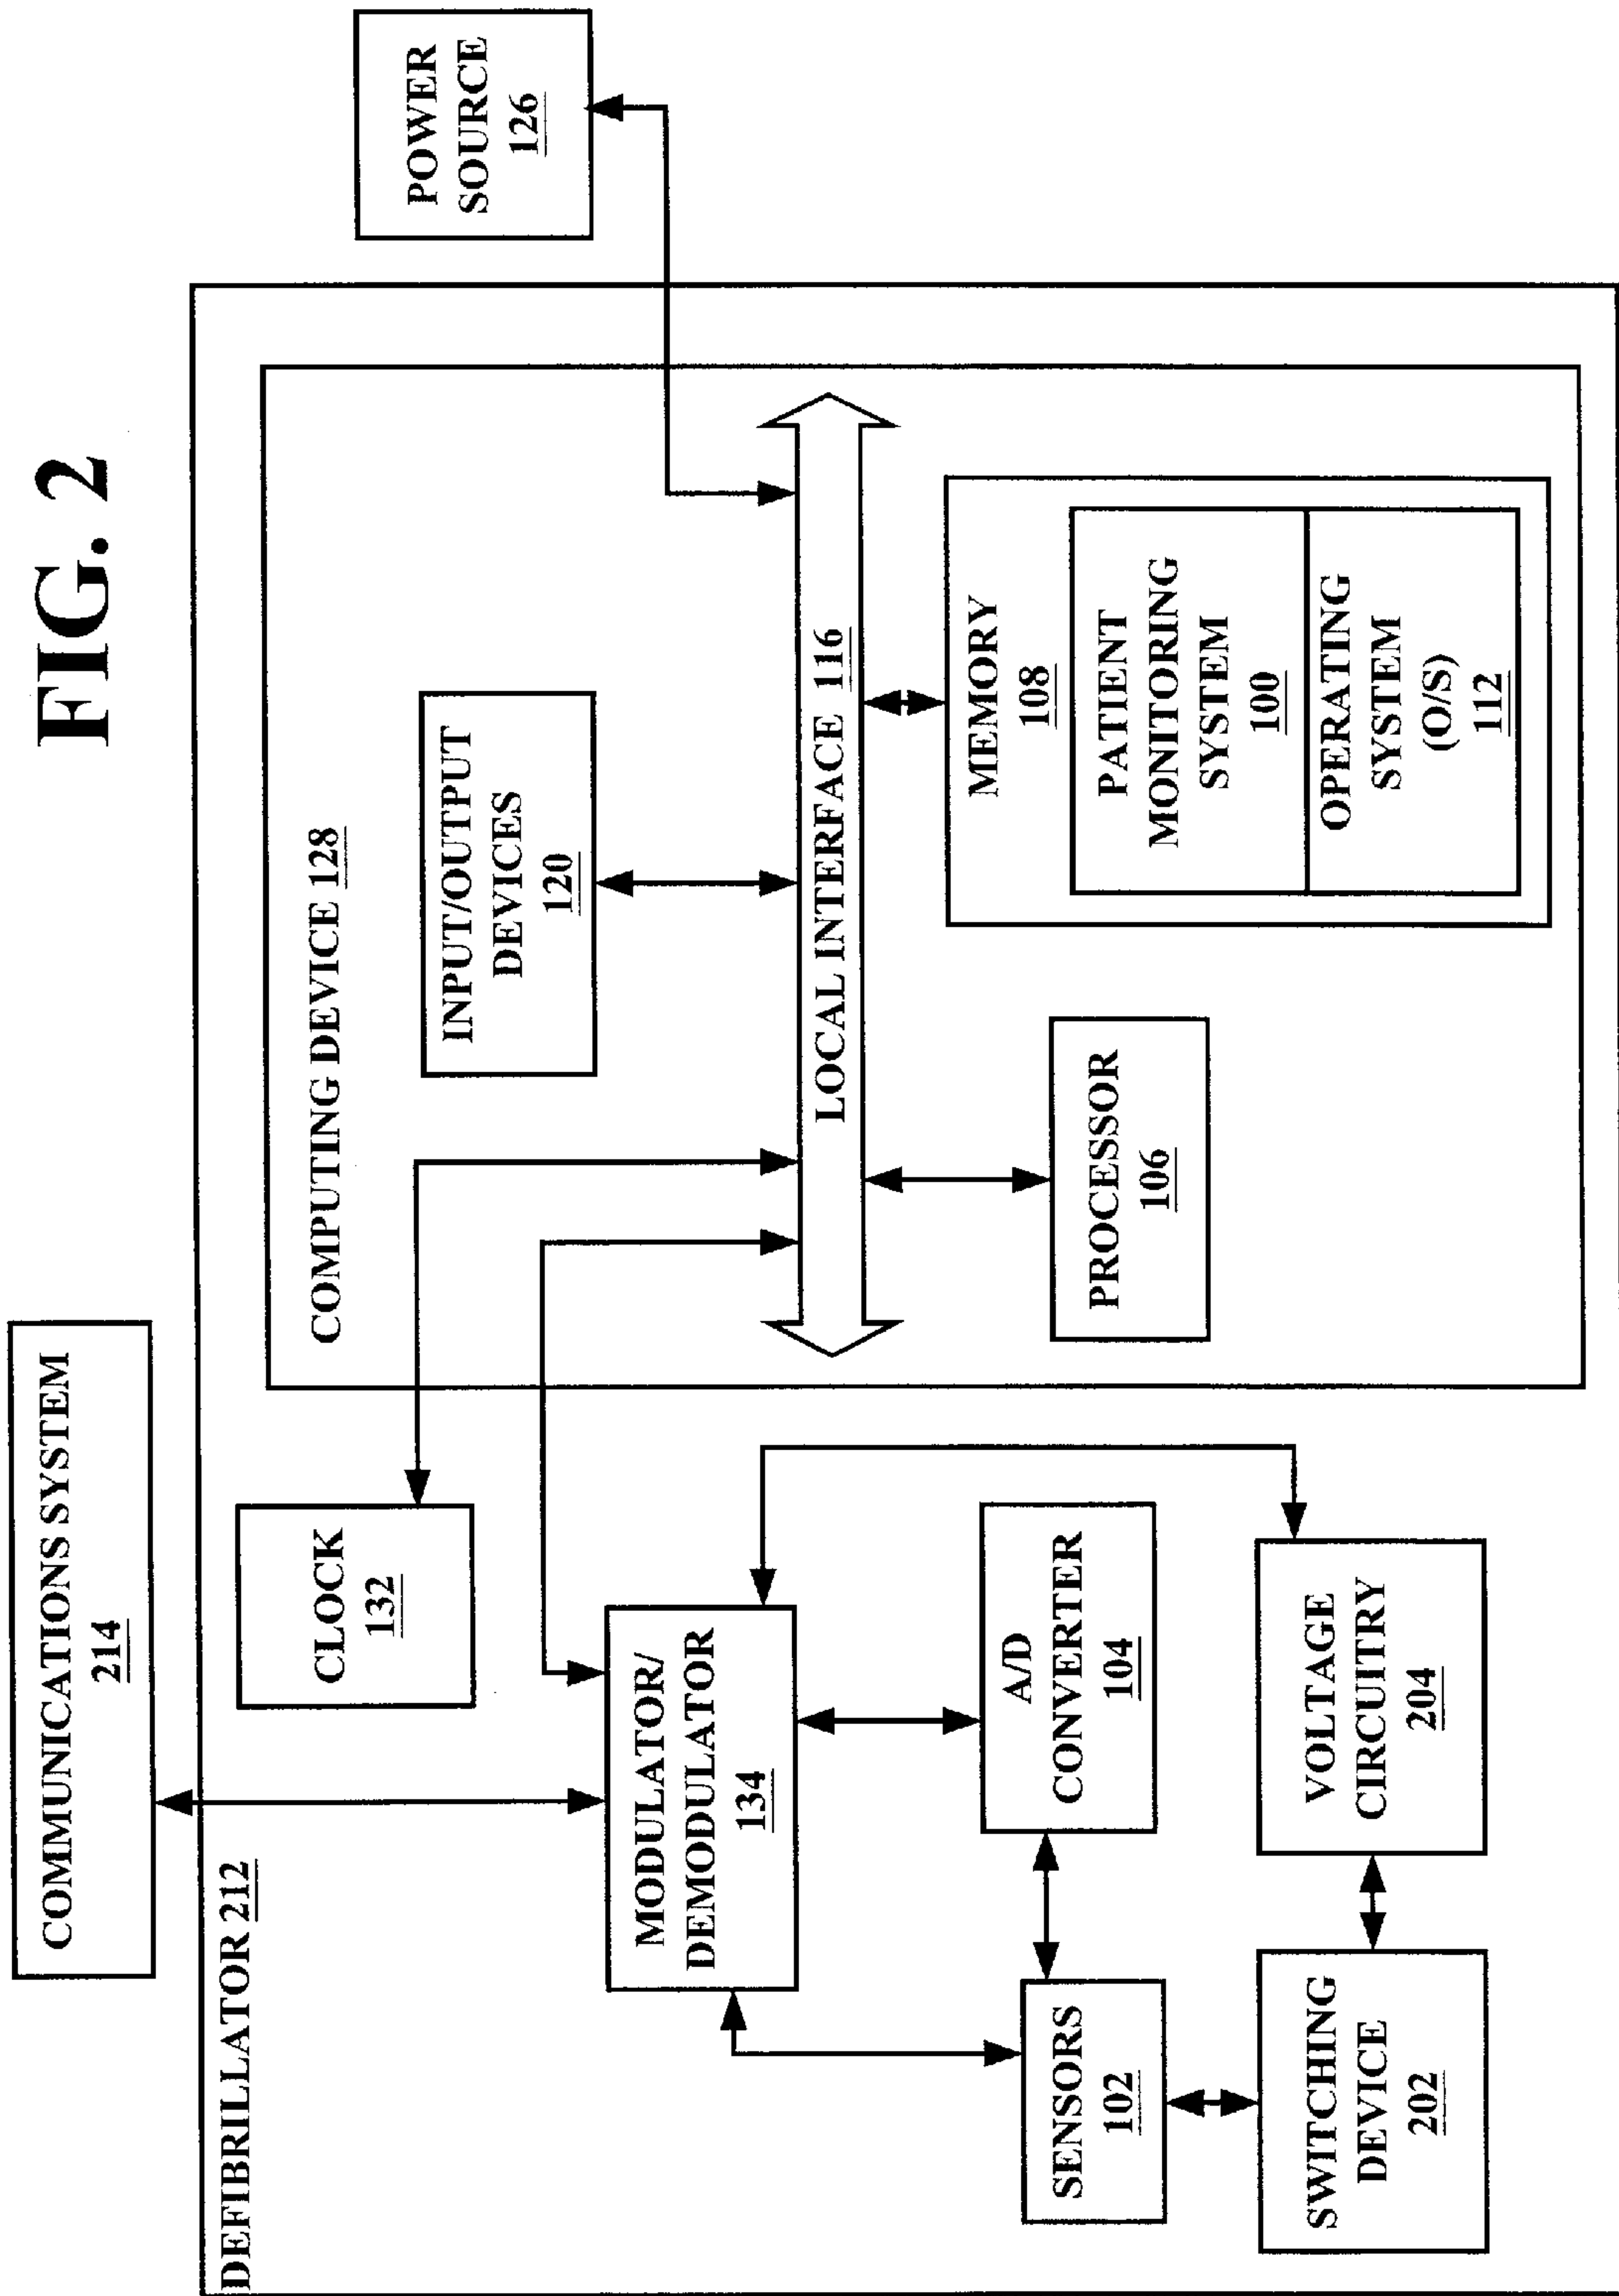 FIG. 2
COMMUNICATIONS SYSTEM
214
POWER
SOURCE
126
DEFIBRILLATOR 212
CLOCK
132
COMPUTING DEVICE 128
INPUT/OUTPUT
DEVICES
120
MODULATOR/
DEMODULATOR
134
LOCAL INTERFACE 116
A/D
CONVERTER
104
SENSORS
102
PROCESSOR
106
MEMORY
108
PATIENT
MONITORING
SYSTEM
100
OPERATING
SYSTEM
(O/S)
112
SWITCHING
DEVICE
202
VOLTAGE
CIRCUITRY
204